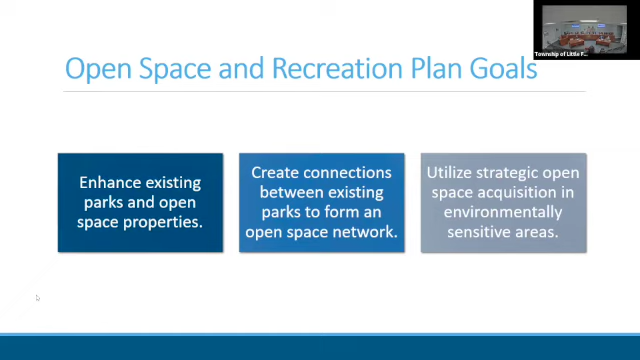 Township of Little F...
Open Space and Recreation Plan Goals
Enhance existing
parks and open
space properties.
Create connections
between existing
parks to form an
open space network.
Utilize strategic open
space acquisition in
environmentally
sensitive areas.